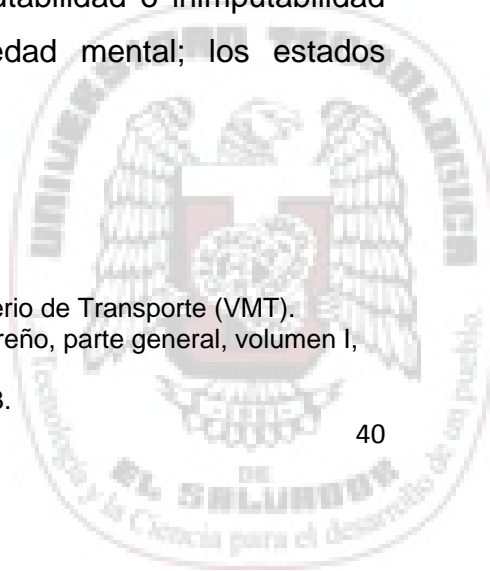 utabilidad o inimputabilidad
edad mental; los estados
erio de Transporte (VMT).
reño, parte general, volumen I,
3.
40
UNIVERSIDAD TECNOLOGICA
DE
EL SALVADOR
Tecnología y la Ciencia para el desarrollo de un pueblo.